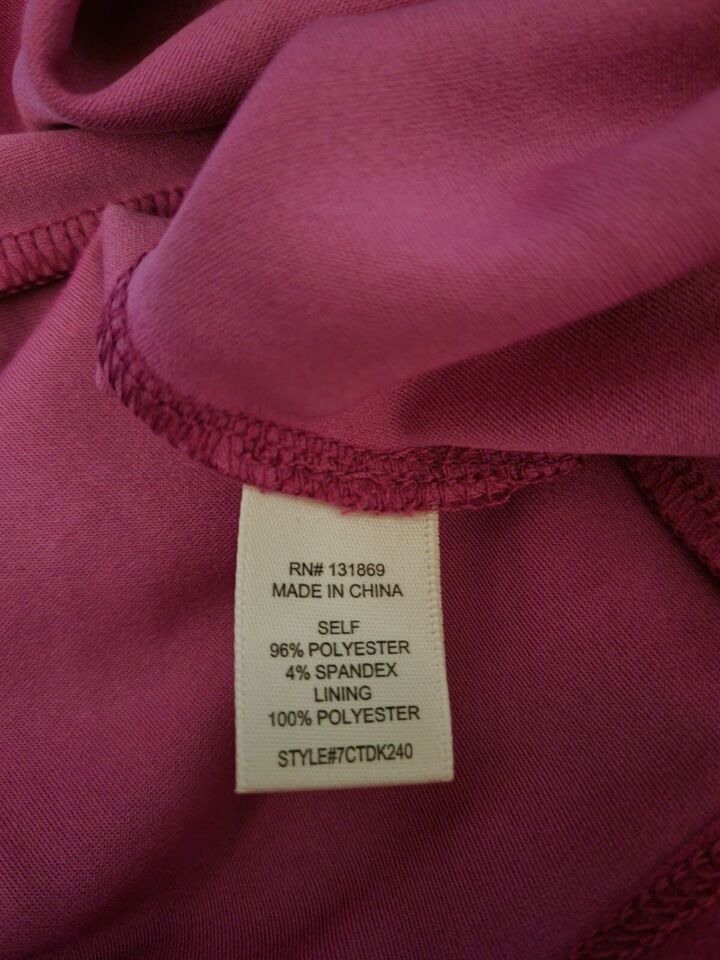 RN# 131869
MADE IN CHINA
SELF
96% POLYESTER
4% SPANDEX
LINING
100% POLYESTER
STYLE#7CTDK240